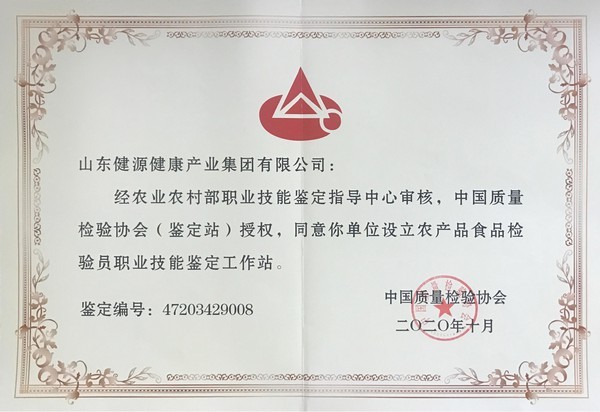 山东健源健康产业集团有限公司：
经农业农村部职业技能鉴定指导中心审核，中国质量
检验协会（鉴定站）授权，同意你单位设立农产品食品检
验员职业技能鉴定工作站。
鉴定编号：47203429008
中国质量检验协会
二〇二〇年十月